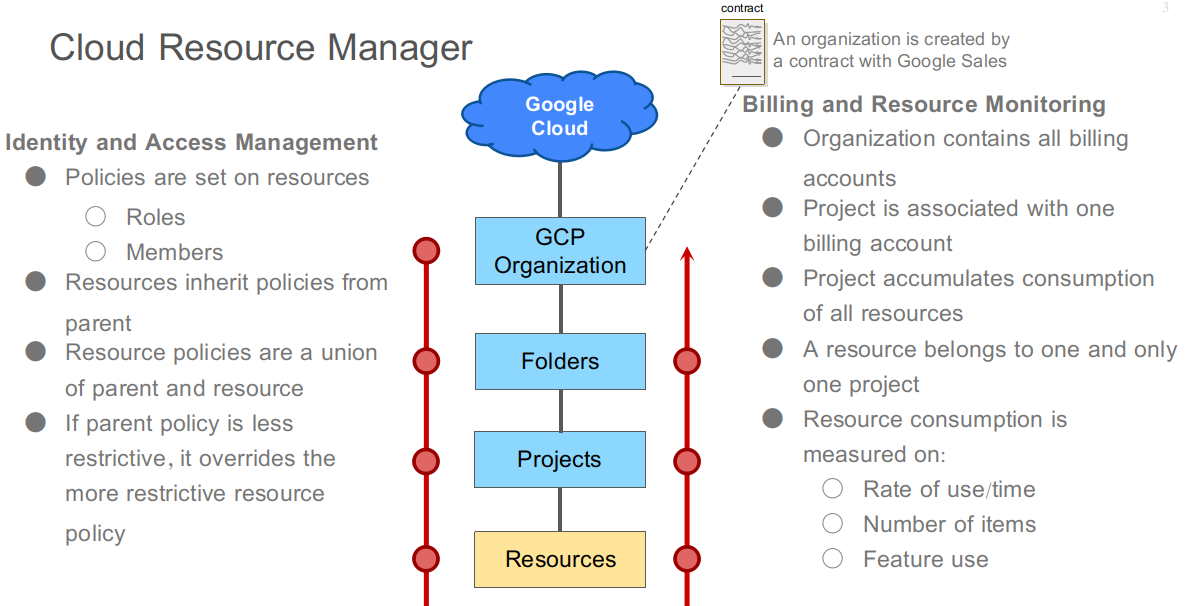 contract
3
Cloud Resource Manager
An organization is created by
a contract with Google Sales
Google
Cloud
Identity and Access Management
● Policies are set on resources
○ Roles
○ Members
● Resources inherit policies from
parent
● Resource policies are a union
of parent and resource
● If parent policy is less
restrictive, it overrides the
more restrictive resource
policy
GCP
Organization
Folders
Projects
Resources
Billing and Resource Monitoring
● Organization contains all billing
accounts
● Project is associated with one
billing account
● Project accumulates consumption
of all resources
● A resource belongs to one and only
one project
● Resource consumption is
measured on:
○ Rate of use/time
○ Number of items
○ Feature use